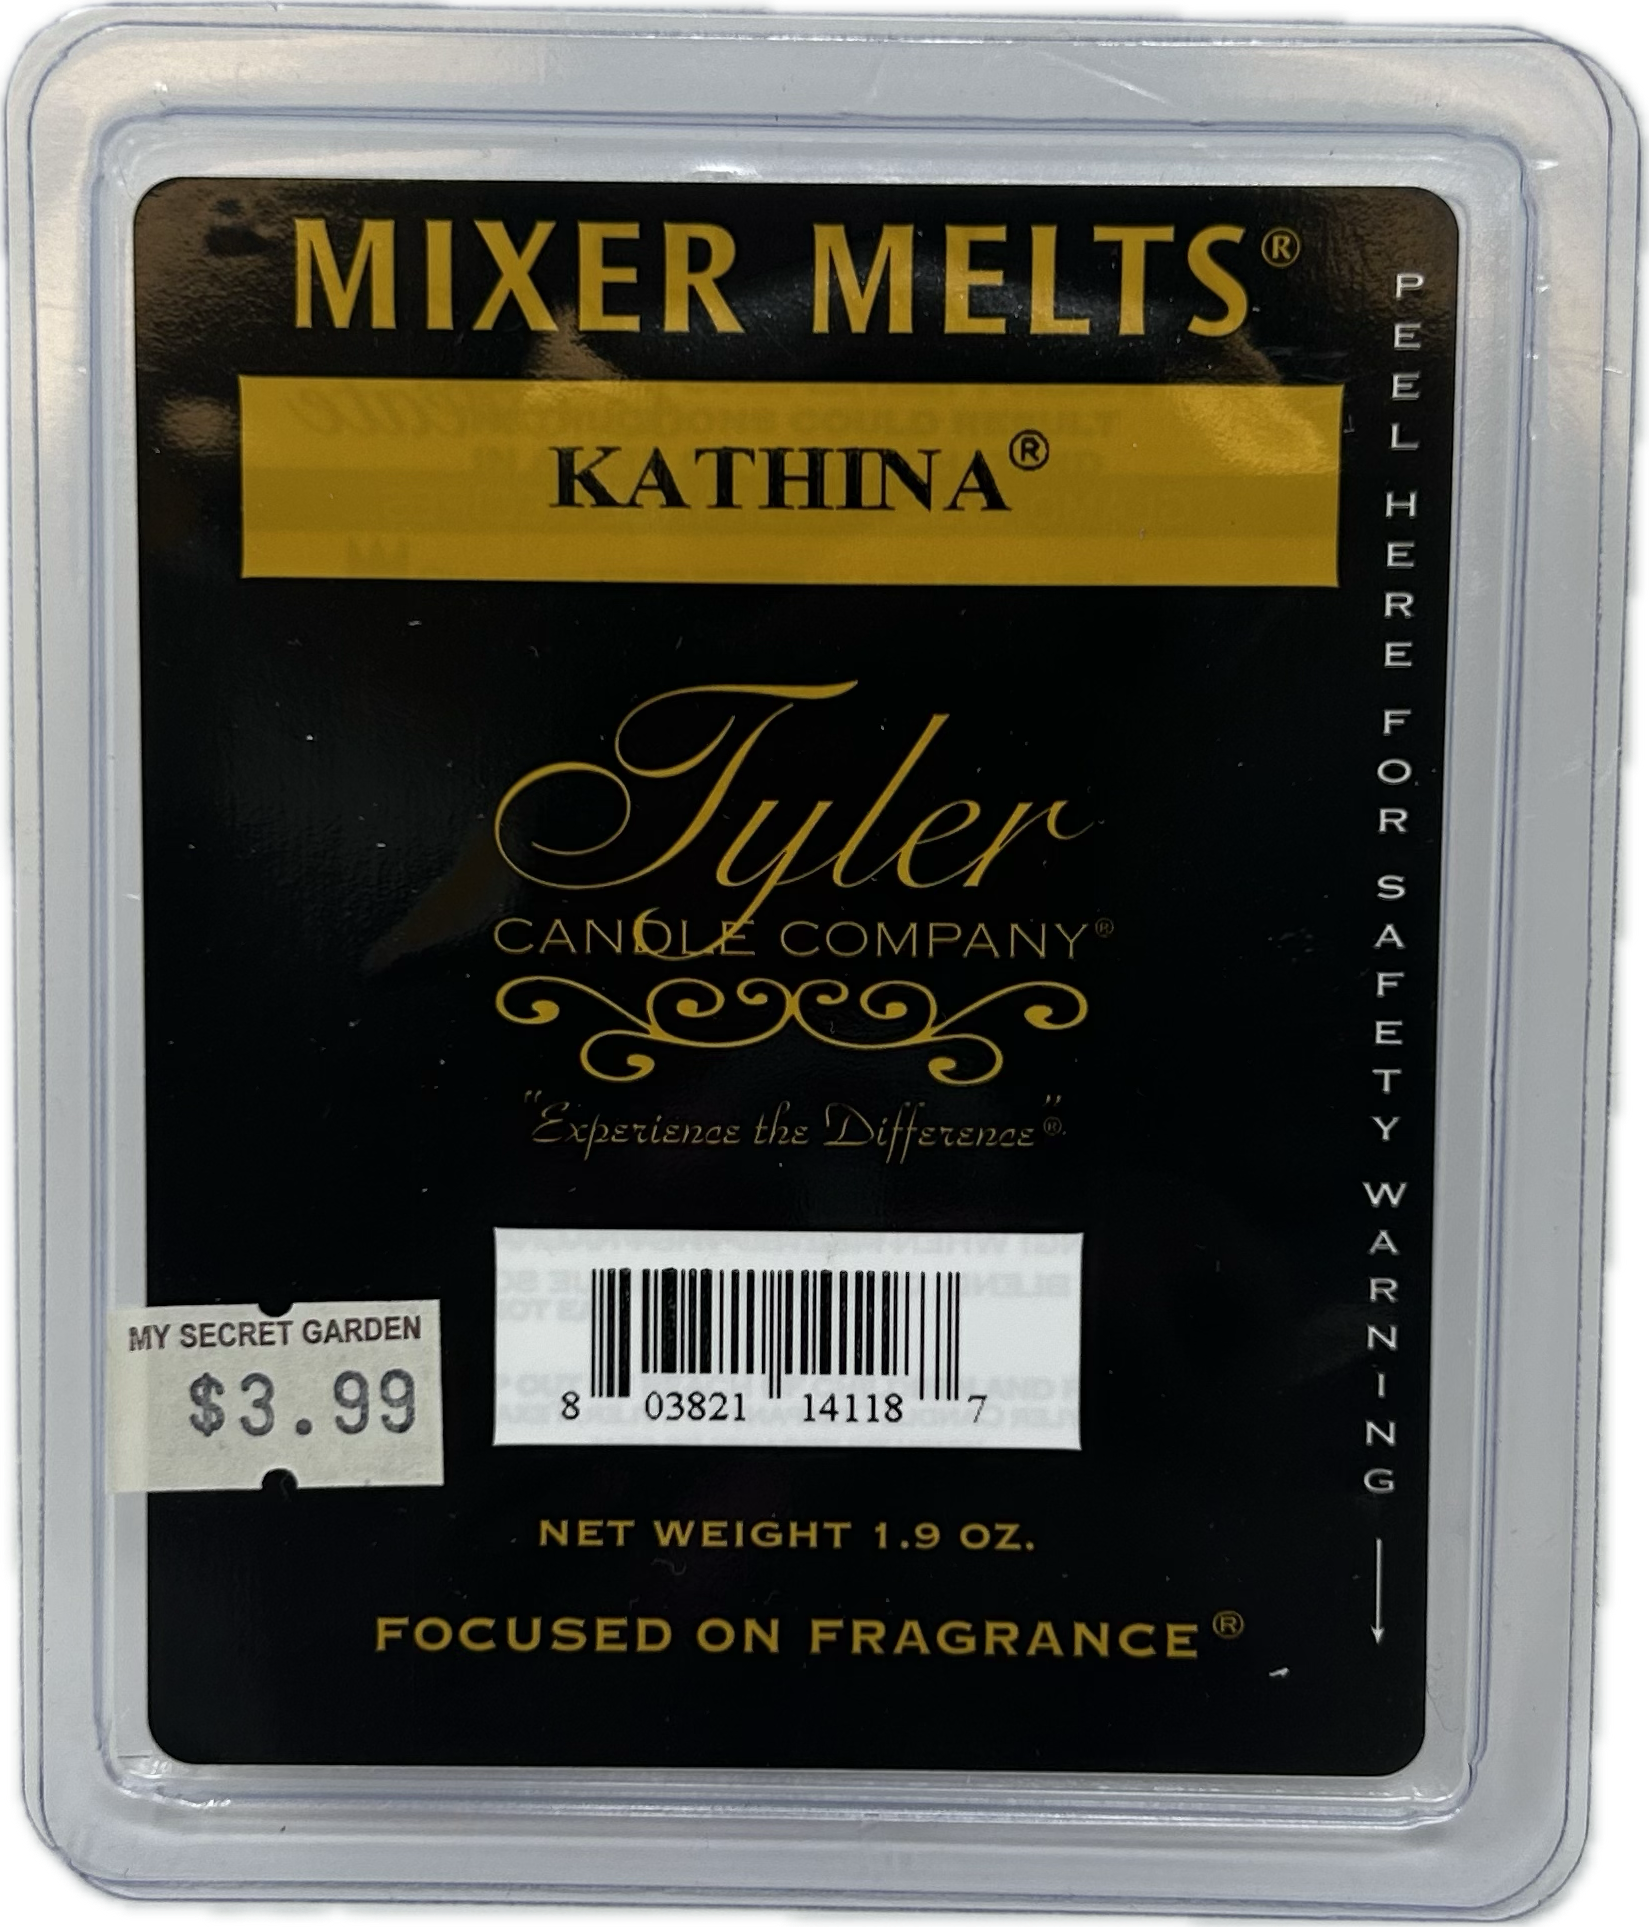 MIXER MELTS®
KATHINA®
Tyler
CANDLE COMPANY®
"Experience the Difference"®
MY SECRET GARDEN
$3.99
8 03821 14118 7
NET WEIGHT 1.9 OZ.
FOCUSED ON FRAGRANCE®
PEEL HERE FOR SAFETY WARNING